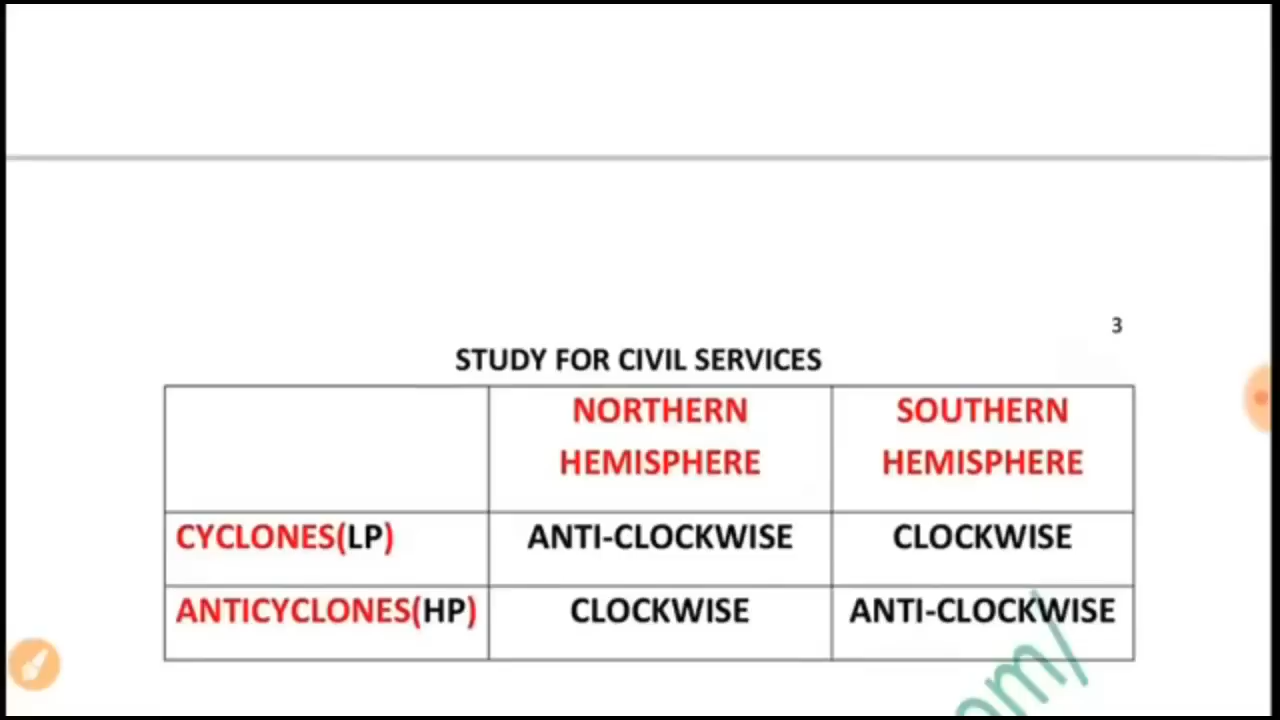 3
STUDY FOR CIVIL SERVICES
NORTHERN HEMISPHERE
SOUTHERN HEMISPHERE
CYCLONES(LP)
ANTI-CLOCKWISE
CLOCKWISE
ANTICYCLONES(HP)
CLOCKWISE
ANTI-CLOCKWISE
om/